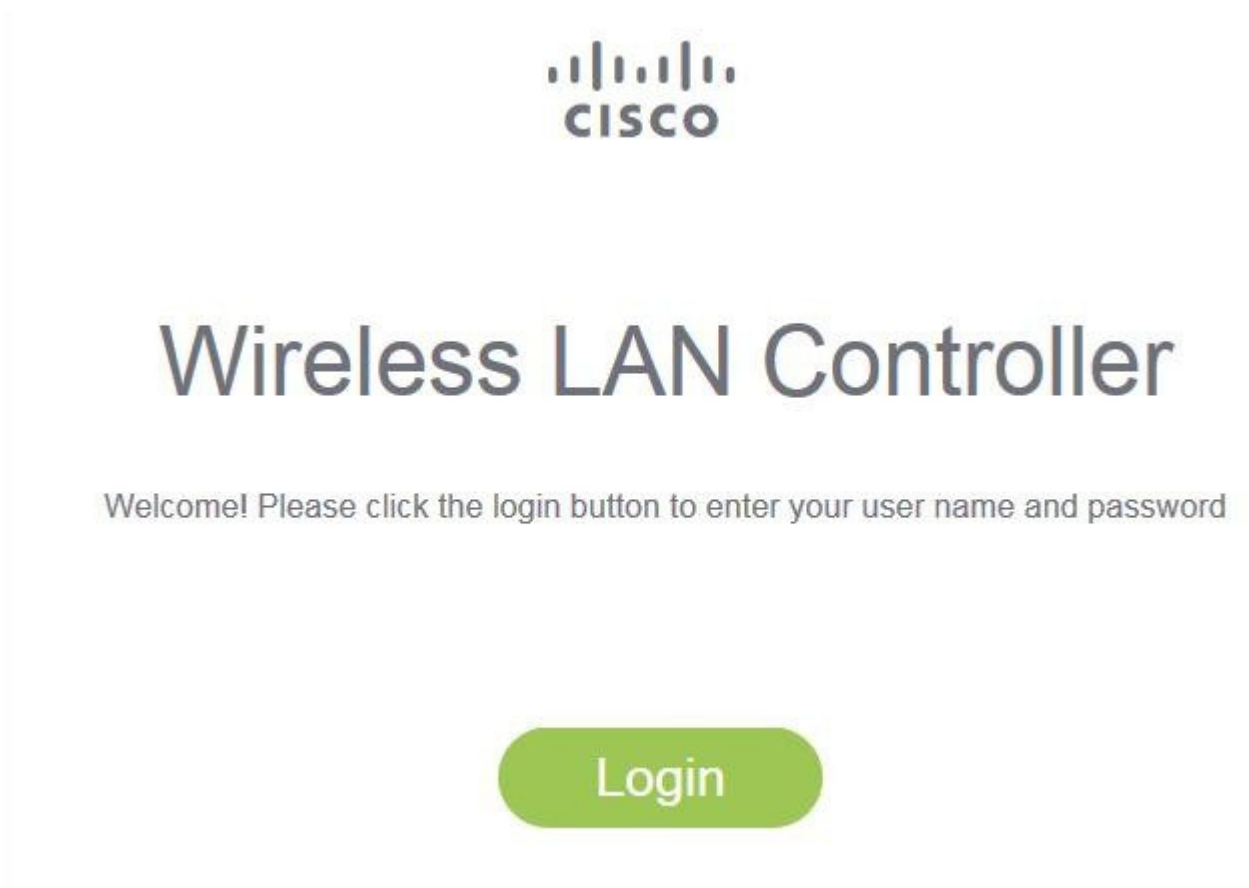 CISCO
Wireless LAN Controller
Welcome! Please click the login button to enter your user name and password
Login